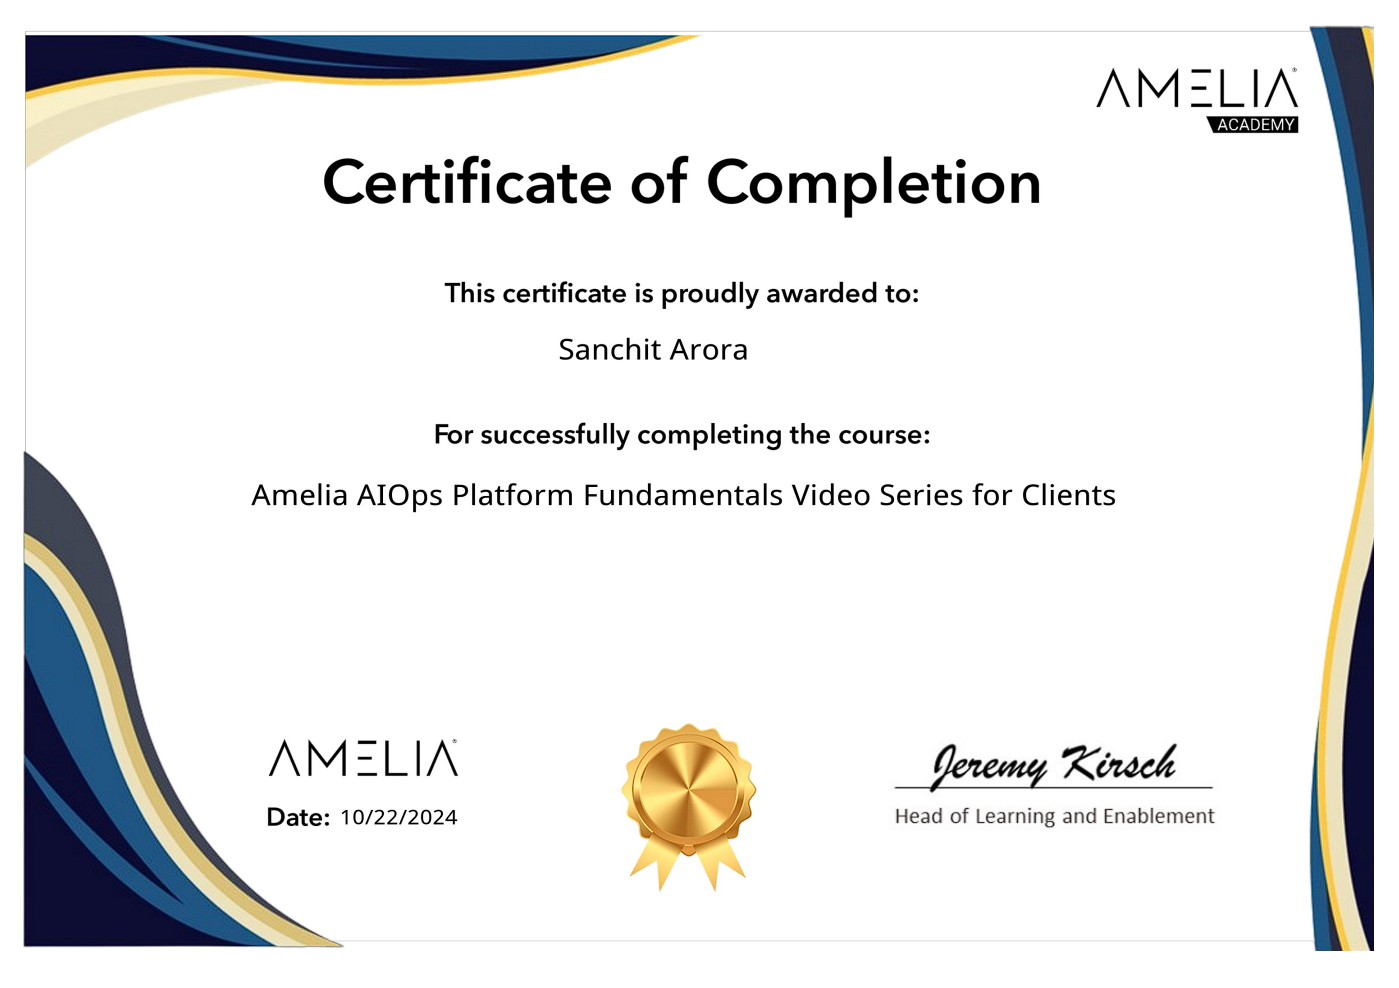 AMELIA®
ACADEMY
Certificate of Completion
This certificate is proudly awarded to:
Sanchit Arora
For successfully completing the course:
Amelia AIOps Platform Fundamentals Video Series for Clients
AMELIA®
Date: 10/22/2024
Jeremy Kirsch
Head of Learning and Enablement